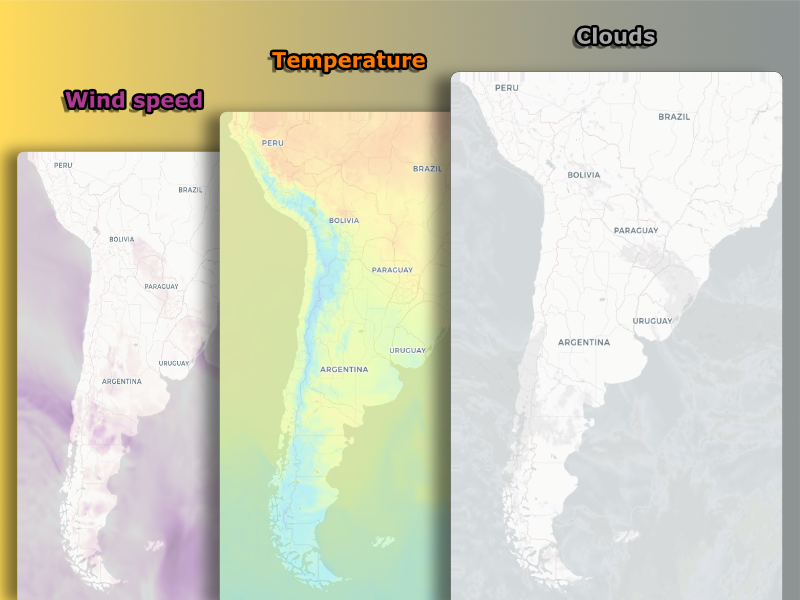 Clouds
Temperature
Wind speed
PERU
BRAZIL
BOLIVIA
PARAGUAY
URUGUAY
ARGENTINA
PERU
BRAZIL
BOLIVIA
PARAGUAY
URUGUAY
ARGENTINA
PERU
BRAZIL
BOLIVIA
PARAGUAY
URUGUAY
ARGENTINA